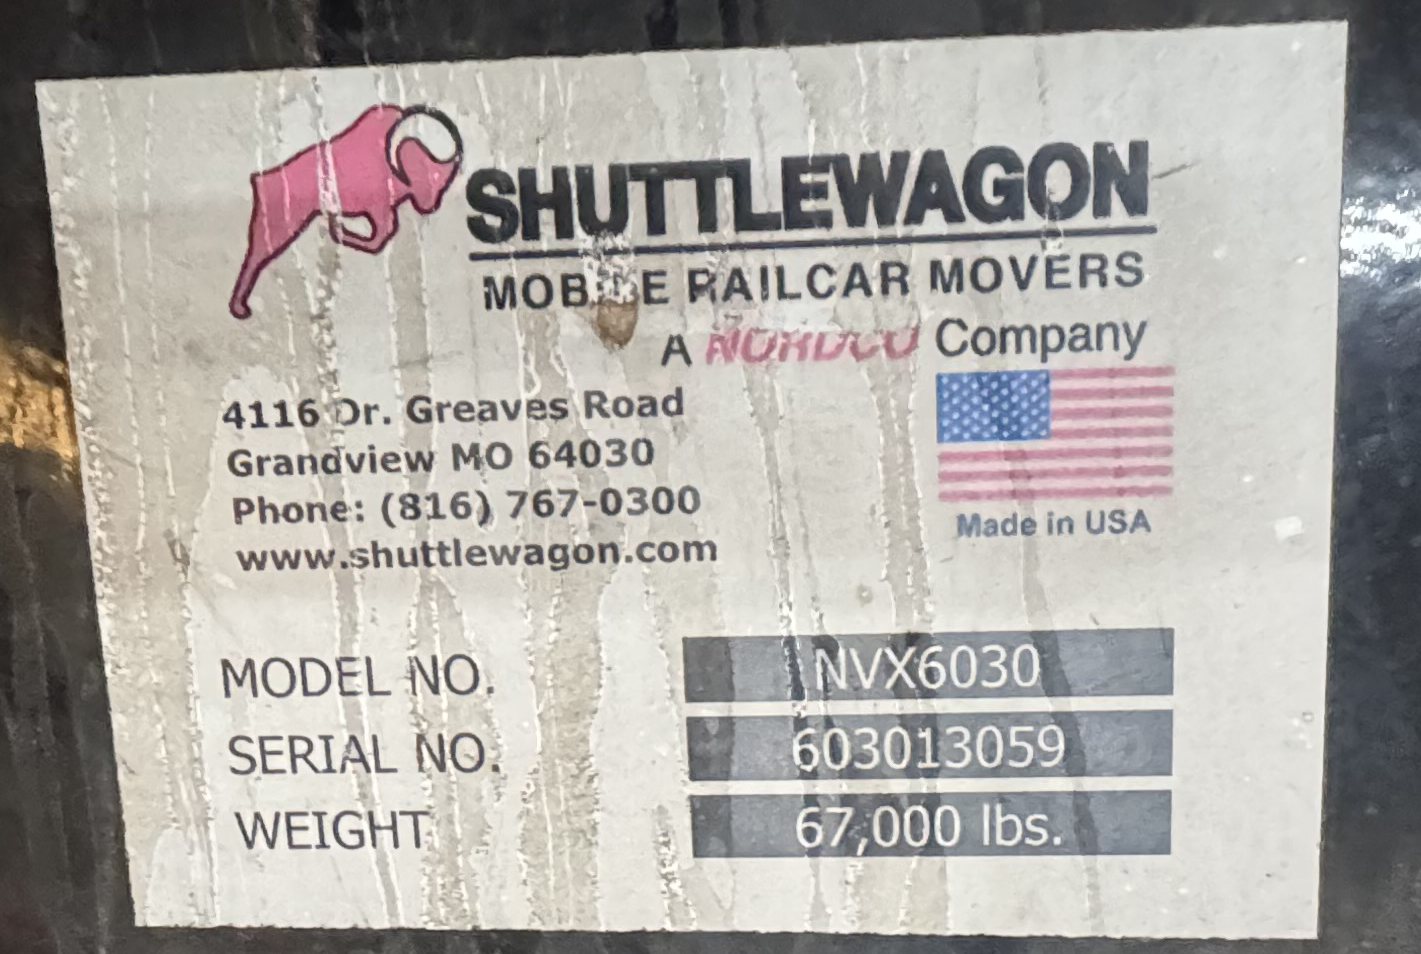 SHUTTLEWAGON
MOBILE RAILCAR MOVERS
A NORDCO Company
4116 Dr. Greaves Road
Grandview MO 64030
Phone: (816) 767-0300
www.shuttlewagon.com
Made in USA
MODEL NO. NVX6030
SERIAL NO. 603013059
WEIGHT 67,000 lbs.